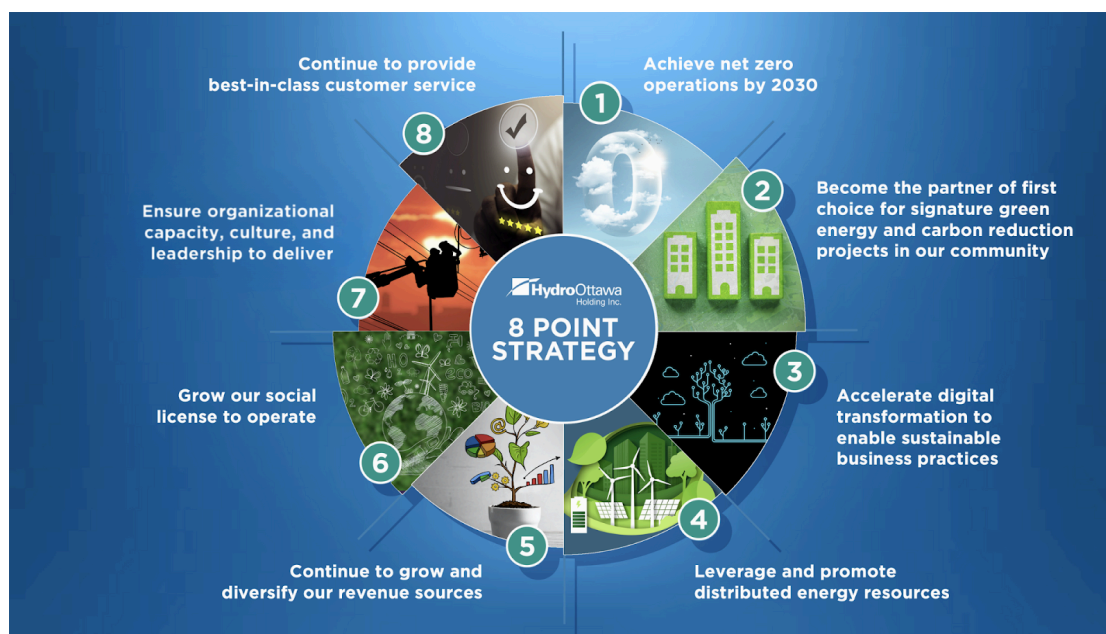 Continue to provide
best-in-class customer service
8
Achieve net zero
operations by 2030
1
Become the partner of first
choice for signature green
energy and carbon reduction
projects in our community
2
Accelerate digital
transformation to
enable sustainable
business practices
3
Leverage and promote
distributed energy resources
4
Continue to grow and
diversify our revenue sources
5
Grow our social
license to operate
6
Ensure organizational
capacity, culture, and
leadership to deliver
7
HydroOttawa
Holding Inc.
8 POINT
STRATEGY
0
@